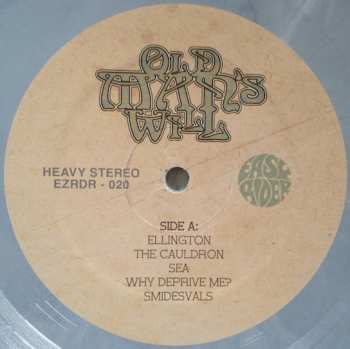 OLD
MAN'S
WILL
HEAVY STEREO
EZRDR - 020
EASY
RIDER
SIDE A:
ELLINGTON
THE CAULDRON
SEA
WHY DEPRIVE ME?
SMIDESVALS